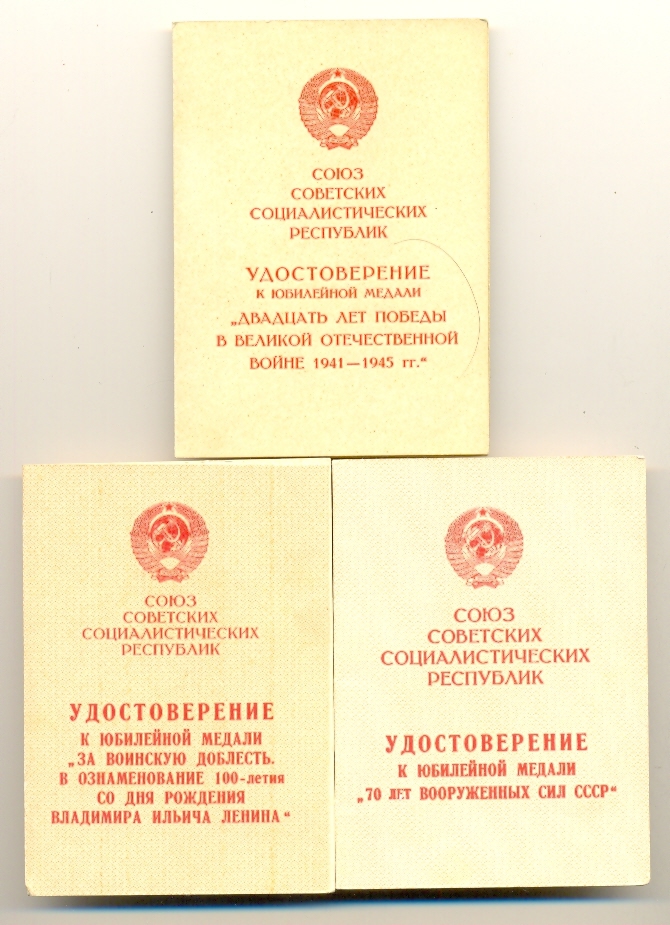 СОЮЗ
СОВЕТСКИХ
СОЦИАЛИСТИЧЕСКИХ
РЕСПУБЛИК
УДОСТОВЕРЕНИЕ
К ЮБИЛЕЙНОЙ МЕДАЛИ
„ДВАДЦАТЬ ЛЕТ ПОБЕДЫ
В ВЕЛИКОЙ ОТЕЧЕСТВЕННОЙ
ВОЙНЕ 1941—1945 гг.“
СОЮЗ
СОВЕТСКИХ
СОЦИАЛИСТИЧЕСКИХ
РЕСПУБЛИК
УДОСТОВЕРЕНИЕ
К ЮБИЛЕЙНОЙ МЕДАЛИ
„ЗА ВОИНСКУЮ ДОБЛЕСТЬ.
В ОЗНАМЕНОВАНИЕ 100-летия
СО ДНЯ РОЖДЕНИЯ
ВЛАДИМИРА ИЛЬИЧА ЛЕНИНА“
СОЮЗ
СОВЕТСКИХ
СОЦИАЛИСТИЧЕСКИХ
РЕСПУБЛИК
УДОСТОВЕРЕНИЕ
К ЮБИЛЕЙНОЙ МЕДАЛИ
„70 ЛЕТ ВООРУЖЕННЫХ СИЛ СССР“